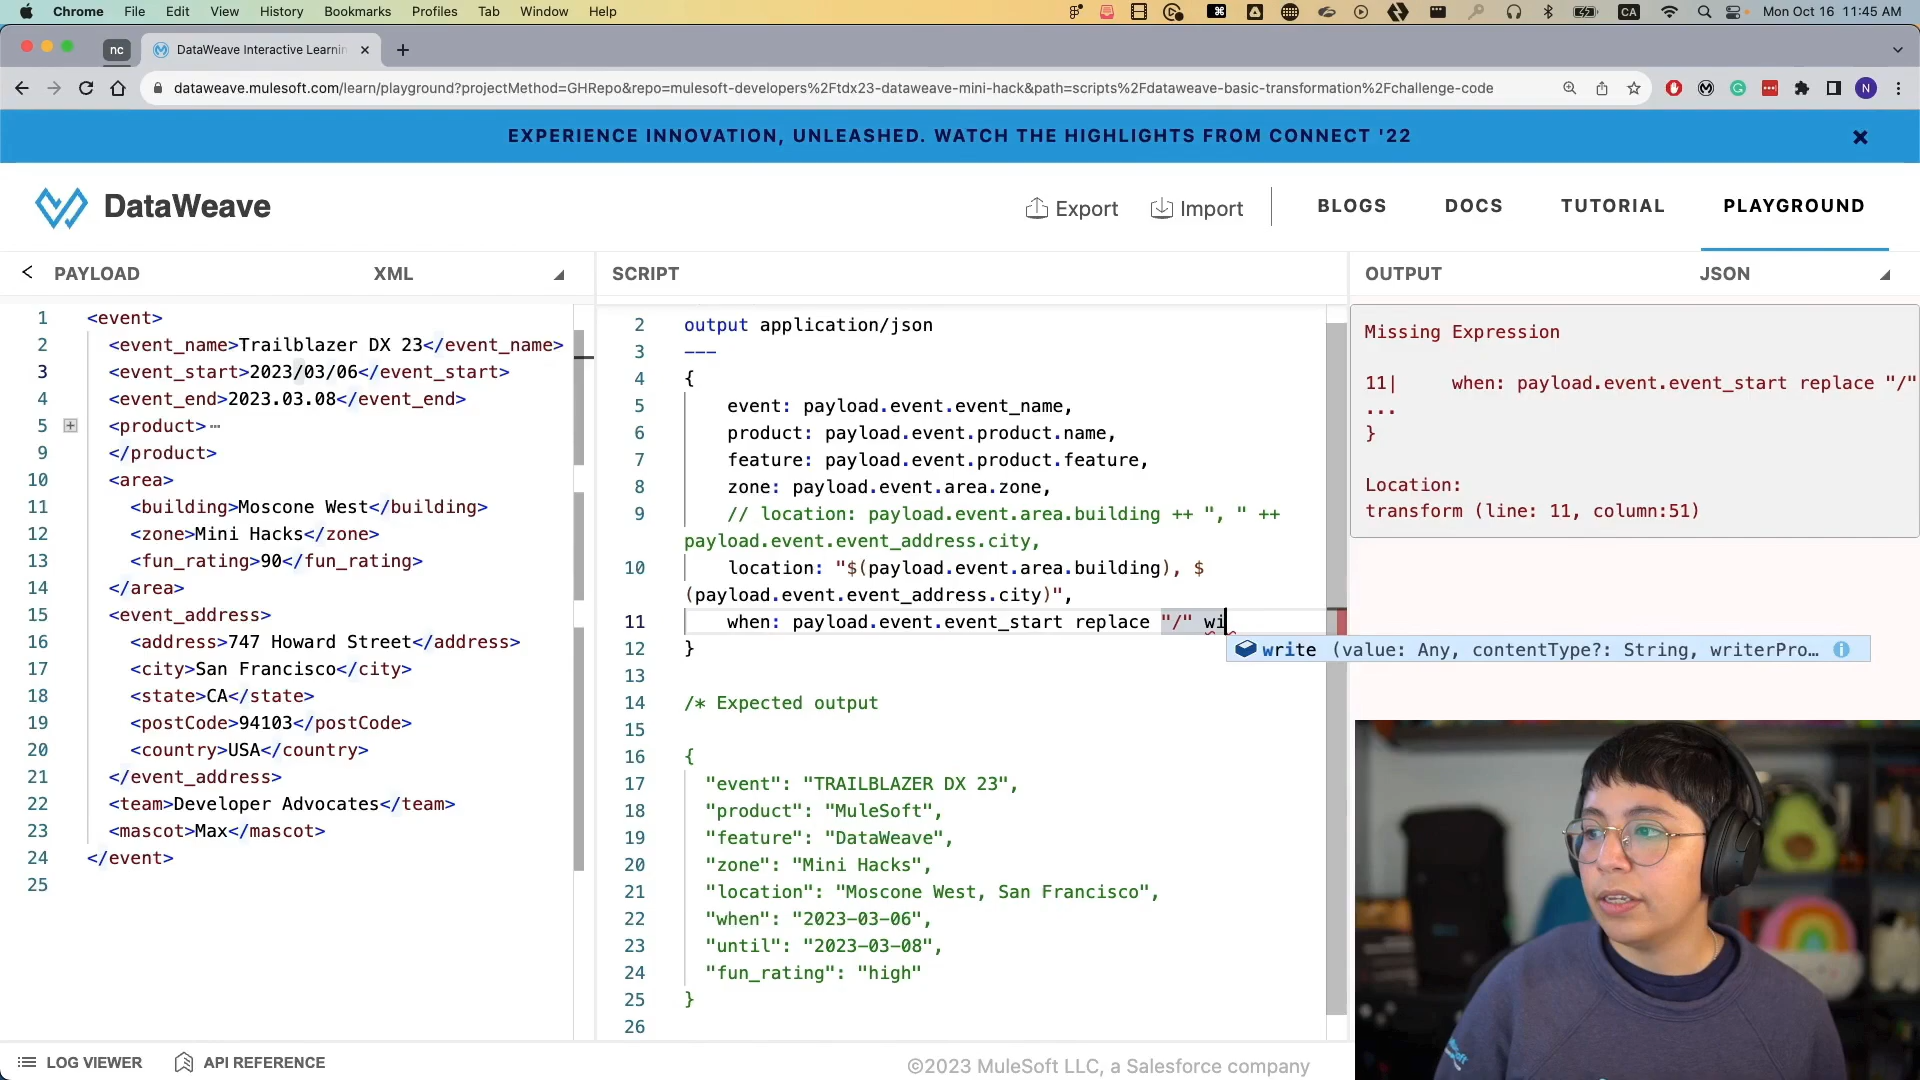 Chrome File Edit View History Bookmarks Profiles Tab Window Help CA Mon Oct 16 11:45 AM
nc DataWeave Interactive Learnin
dataweave.mulesoft.com/learn/playground?projectMethod=GHRepo&repo=mulesoft-developers%2Ftdx23-dataweave-mini-hack&path=scripts%2Fdataweave-basic-transformation%2Fchallenge-code N
EXPERIENCE INNOVATION, UNLEASHED. WATCH THE HIGHLIGHTS FROM CONNECT '22
DataWeave Export Import BLOGS DOCS TUTORIAL PLAYGROUND
PAYLOAD XML
1 <event>
2 <event_name>Trailblazer DX 23</event_name>
3 <event_start>2023/03/06</event_start>
4 <event_end>2023.03.08</event_end>
5 <product>…
9 </product>
10 <area>
11 <building>Moscone West</building>
12 <zone>Mini Hacks</zone>
13 <fun_rating>90</fun_rating>
14 </area>
15 <event_address>
16 <address>747 Howard Street</address>
17 <city>San Francisco</city>
18 <state>CA</state>
19 <postCode>94103</postCode>
20 <country>USA</country>
21 </event_address>
22 <team>Developer Advocates</team>
23 <mascot>Max</mascot>
24 </event>
25
SCRIPT
2 output application/json
3 ---
4 {
5 event: payload.event.event_name,
6 product: payload.event.product.name,
7 feature: payload.event.product.feature,
8 zone: payload.event.area.zone,
9 // location: payload.event.area.building ++ ", " ++
payload.event.event_address.city,
10 location: "$(payload.event.area.building), $
(payload.event.event_address.city)",
11 when: payload.event.event_start replace "/" wi
write (value: Any, contentType?: String, writerPro…
12 }
13
14 /* Expected output
15
16 {
17 "event": "TRAILBLAZER DX 23",
18 "product": "MuleSoft",
19 "feature": "DataWeave",
20 "zone": "Mini Hacks",
21 "location": "Moscone West, San Francisco",
22 "when": "2023-03-06",
23 "until": "2023-03-08",
24 "fun_rating": "high"
25 }
26
OUTPUT JSON
Missing Expression
11| when: payload.event.event_start replace "/"
...
}
Location:
transform (line: 11, column:51)
LOG VIEWER API REFERENCE
©2023 MuleSoft LLC, a Salesforce company